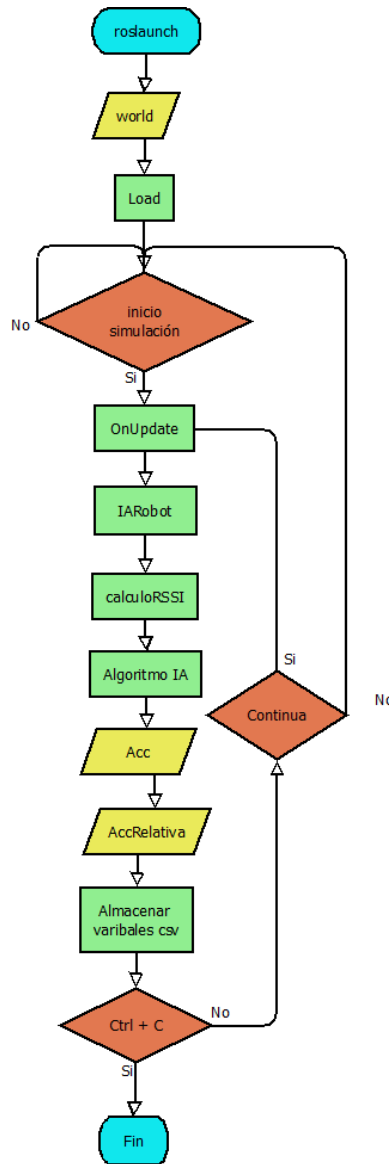 roslaunch
world
Load
inicio
simulación
No
Si
OnUpdate
IARobot
calculoRSSI
Algoritmo IA
Si
Continua
No
Acc
AccRelativa
Almacenar
varibales csv
Ctrl + C
No
Si
Fin